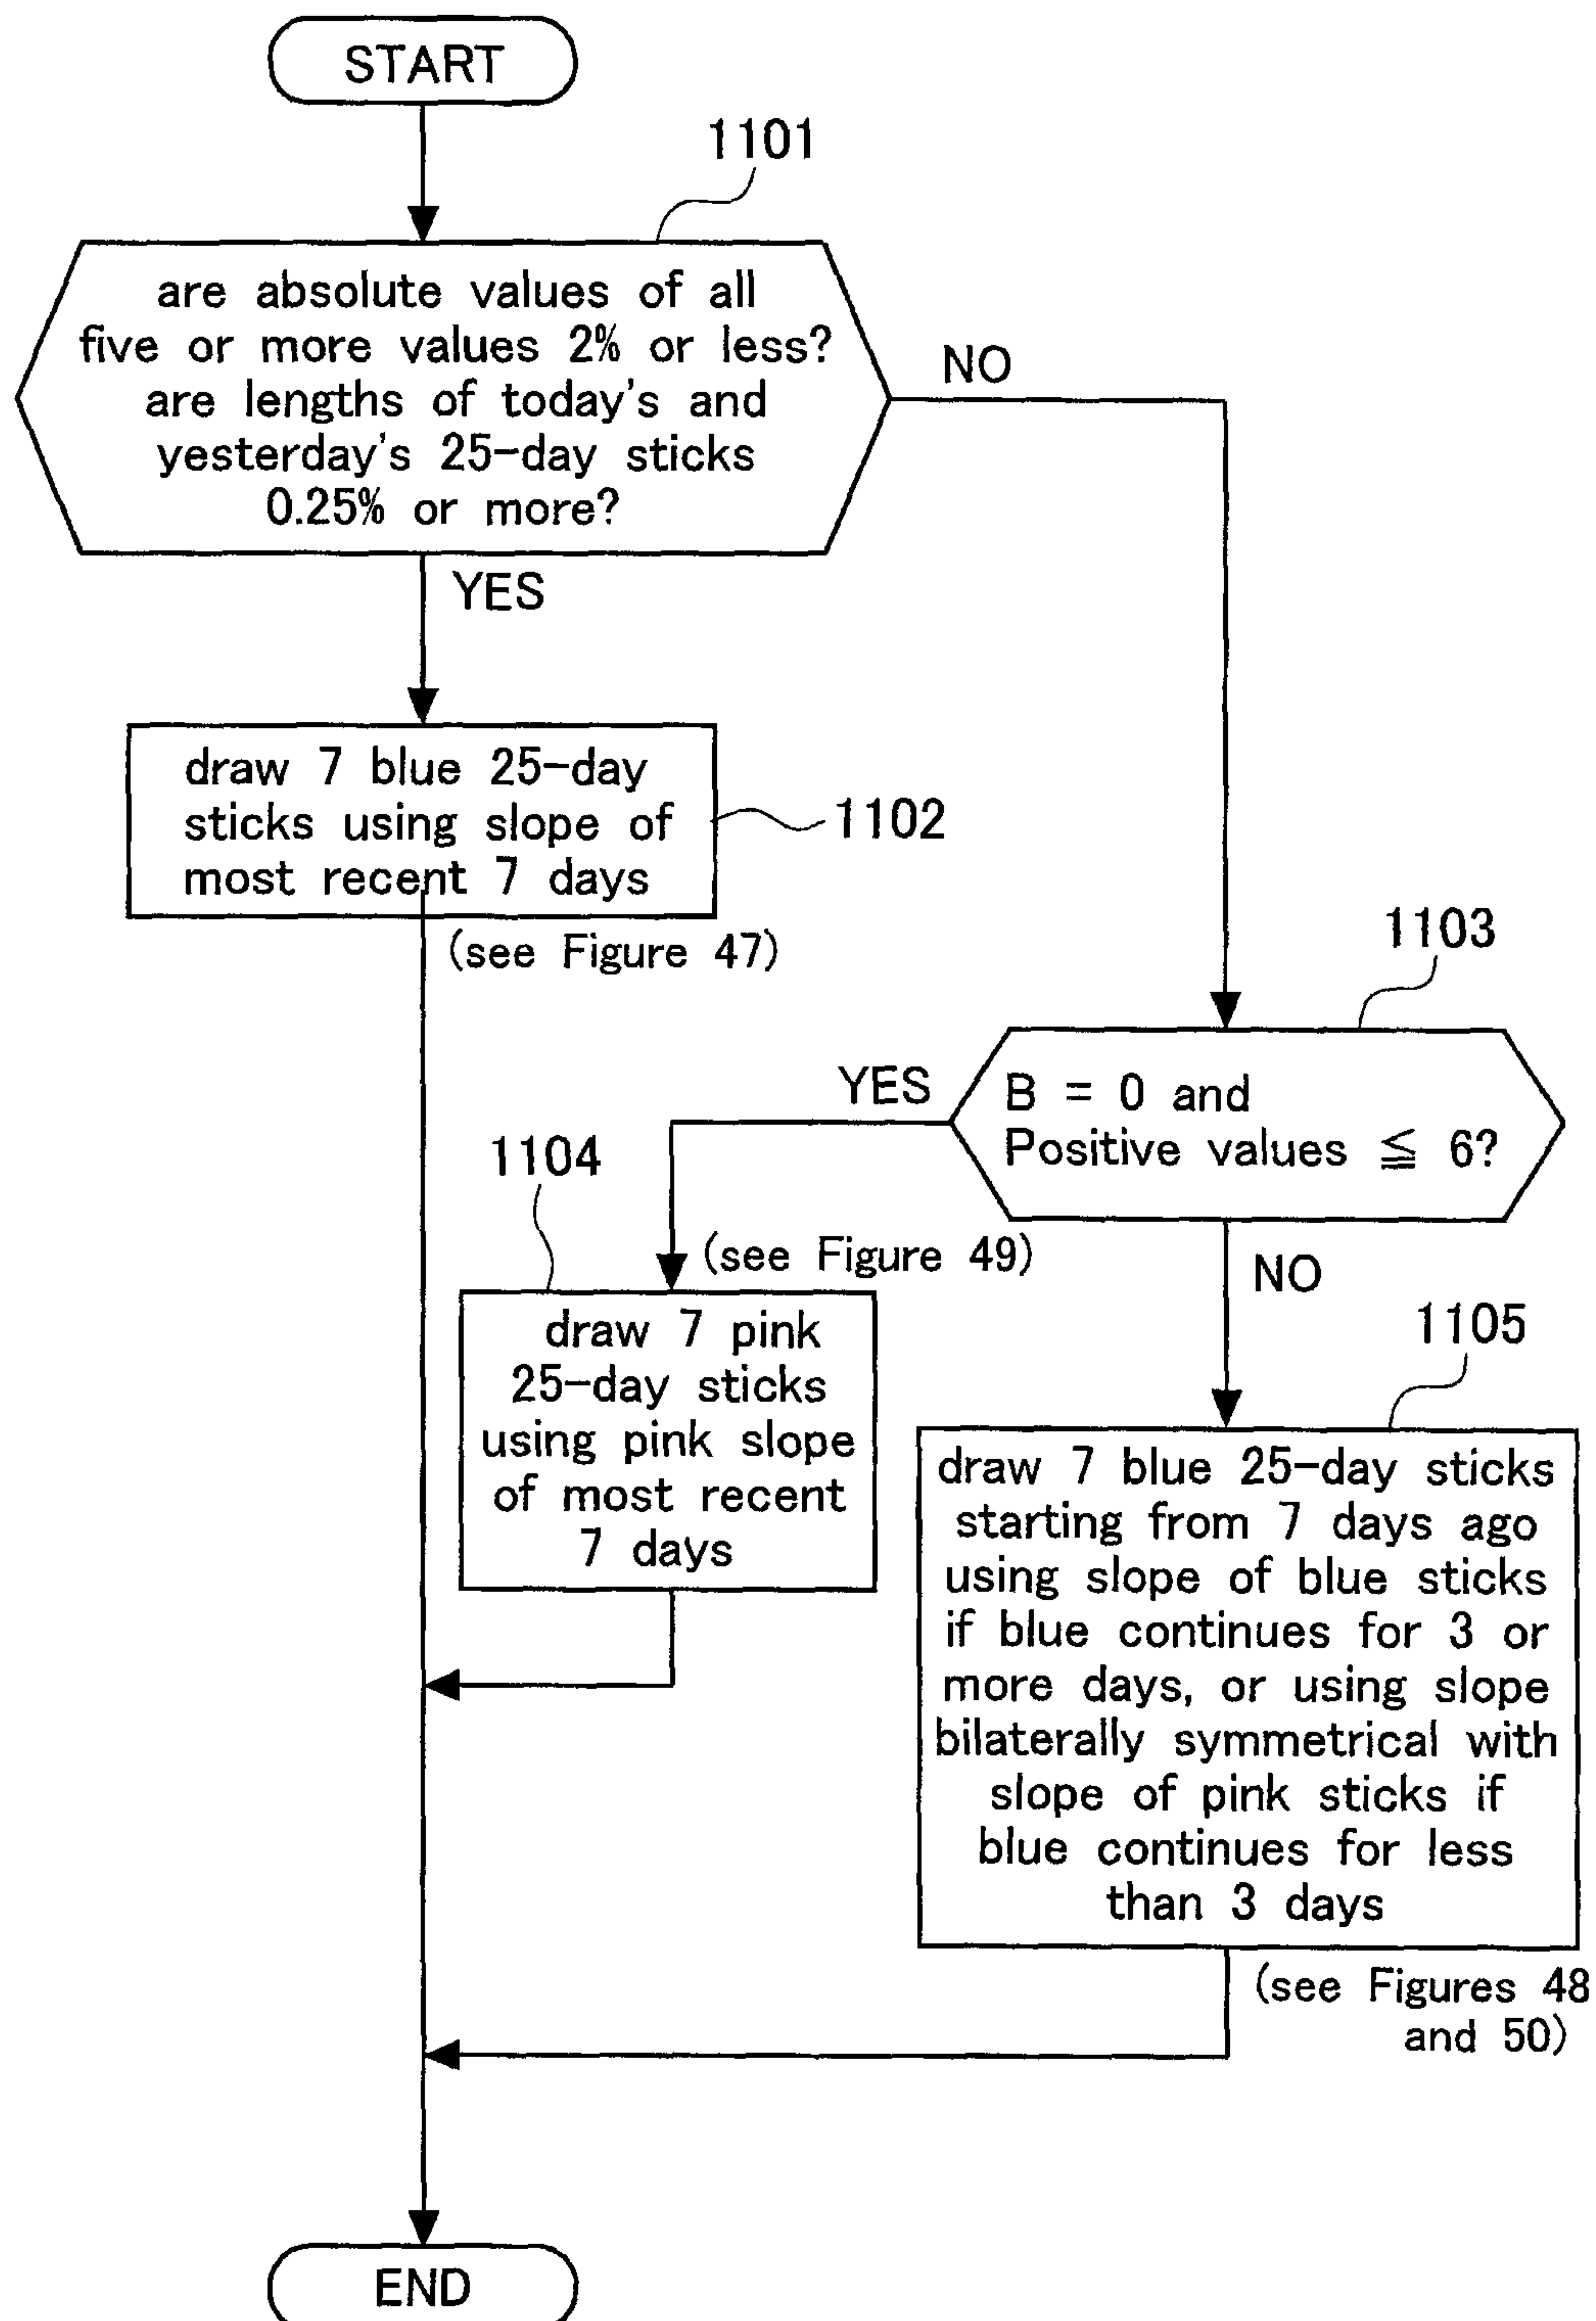 START
1101
are absolute values of all
five or more values 2% or less?
are lengths of today's and
yesterday's 25-day sticks
0.25% or more?
NO
YES
draw 7 blue 25-day
sticks using slope of
most recent 7 days
1102
(see Figure 47)
1103
B = 0 and
Positive values ≦ 6?
YES
1104
(see Figure 49)
NO
draw 7 pink
25-day sticks
using pink slope
of most recent
7 days
1105
draw 7 blue 25-day sticks
starting from 7 days ago
using slope of blue sticks
if blue continues for 3 or
more days, or using slope
bilaterally symmetrical with
slope of pink sticks if
blue continues for less
than 3 days
(see Figures 48
and 50)
END